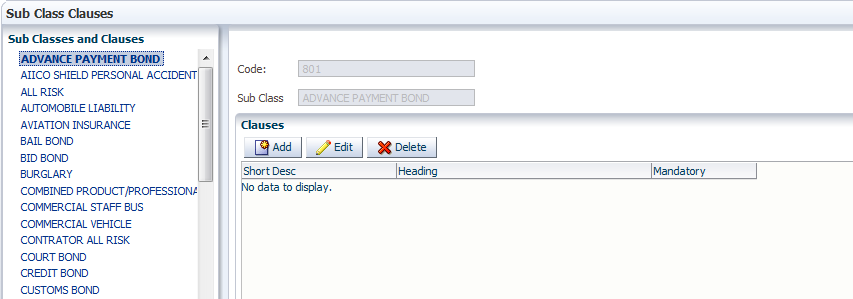 Sub Class Clauses
Sub Classes and Clauses
ADVANCE PAYMENT BOND
AIICO SHIELD PERSONAL ACCIDENT
ALL RISK
AUTOMOBILE LIABILITY
AVIATION INSURANCE
BAIL BOND
BID BOND
BURGLARY
COMBINED PRODUCT/PROFESSIONA
COMMERCIAL STAFF BUS
COMMERCIAL VEHICLE
CONTRATOR ALL RISK
COURT BOND
CREDIT BOND
CUSTOMS BOND
Code: 801
Sub Class ADVANCE PAYMENT BOND
Clauses
Add Edit Delete
Short Desc Heading Mandatory
No data to display.